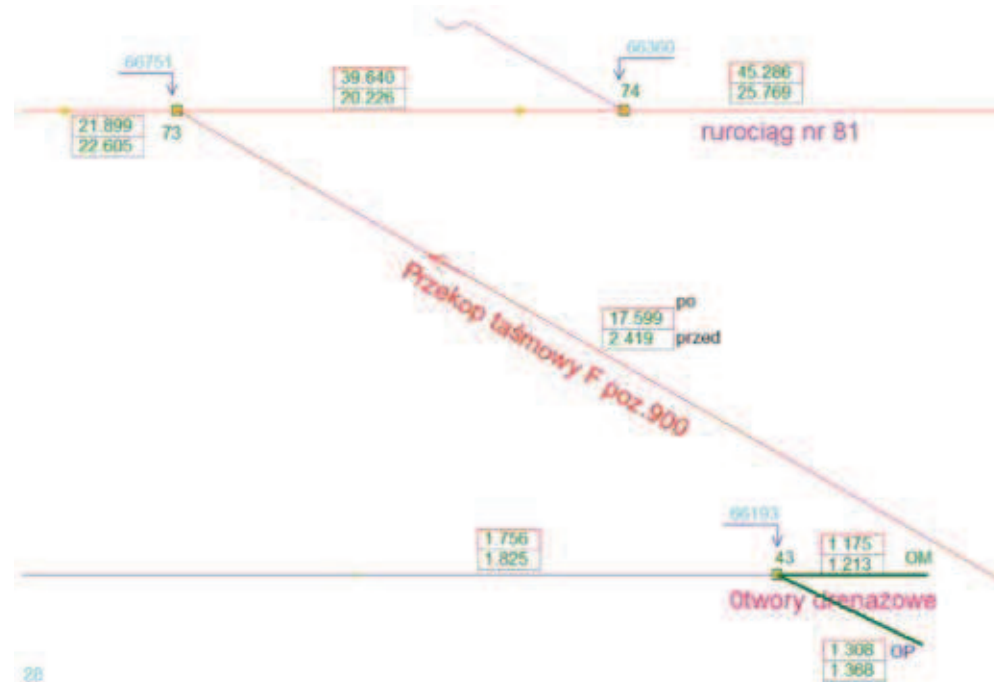 66751
66360
39.640
20.226
74
45.286
25.769
21.899
22.605
73
rurociąg nr 81
Przekop taśmowy F poz.900
po
17.599
2.419 przed
66193
1.756
1.825
43
1.175
1.213
OM
0twory drenażowe
1.308
1.368
OP
28